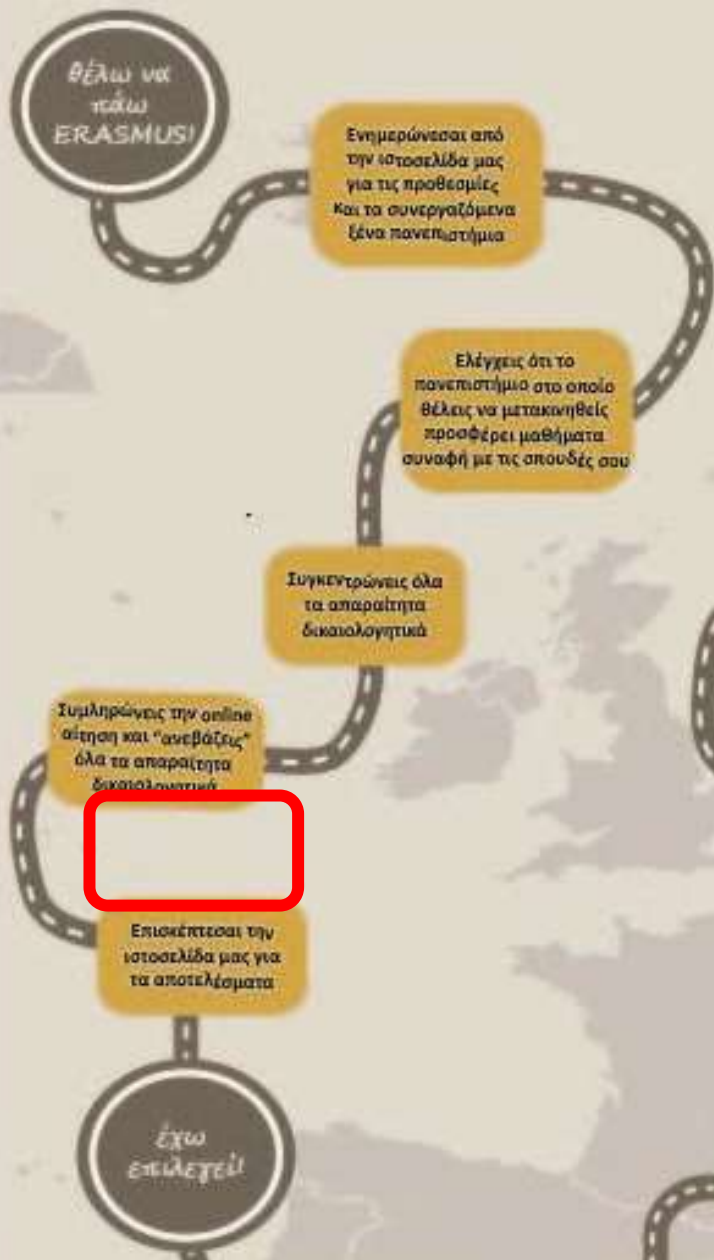 θέλω να
πάω
ERASMUS!
Ενημερώνεσαι από
την ιστοσελίδα μας
για τις προθεσμίες
Και τα συνεργαζόμενα
ξένα πανεπιστήμια
Ελέγχεις ότι το
πανεπιστήμιο στο οποίο
θέλεις να μετακινηθείς
προσφέρει μαθήματα
συναφή με τις σπουδές σου
Συγκεντρώνεις όλα
τα απαραίτητα
δικαιολογητικά
Συμληρώνεις την online
αίτηση και "ανεβάζεις"
όλα τα απαραίτητα
δικαιολογητικά
Επισκέπτεσαι την
ιστοσελίδα μας για
τα αποτελέσματα
έχω
επιλεγεί!